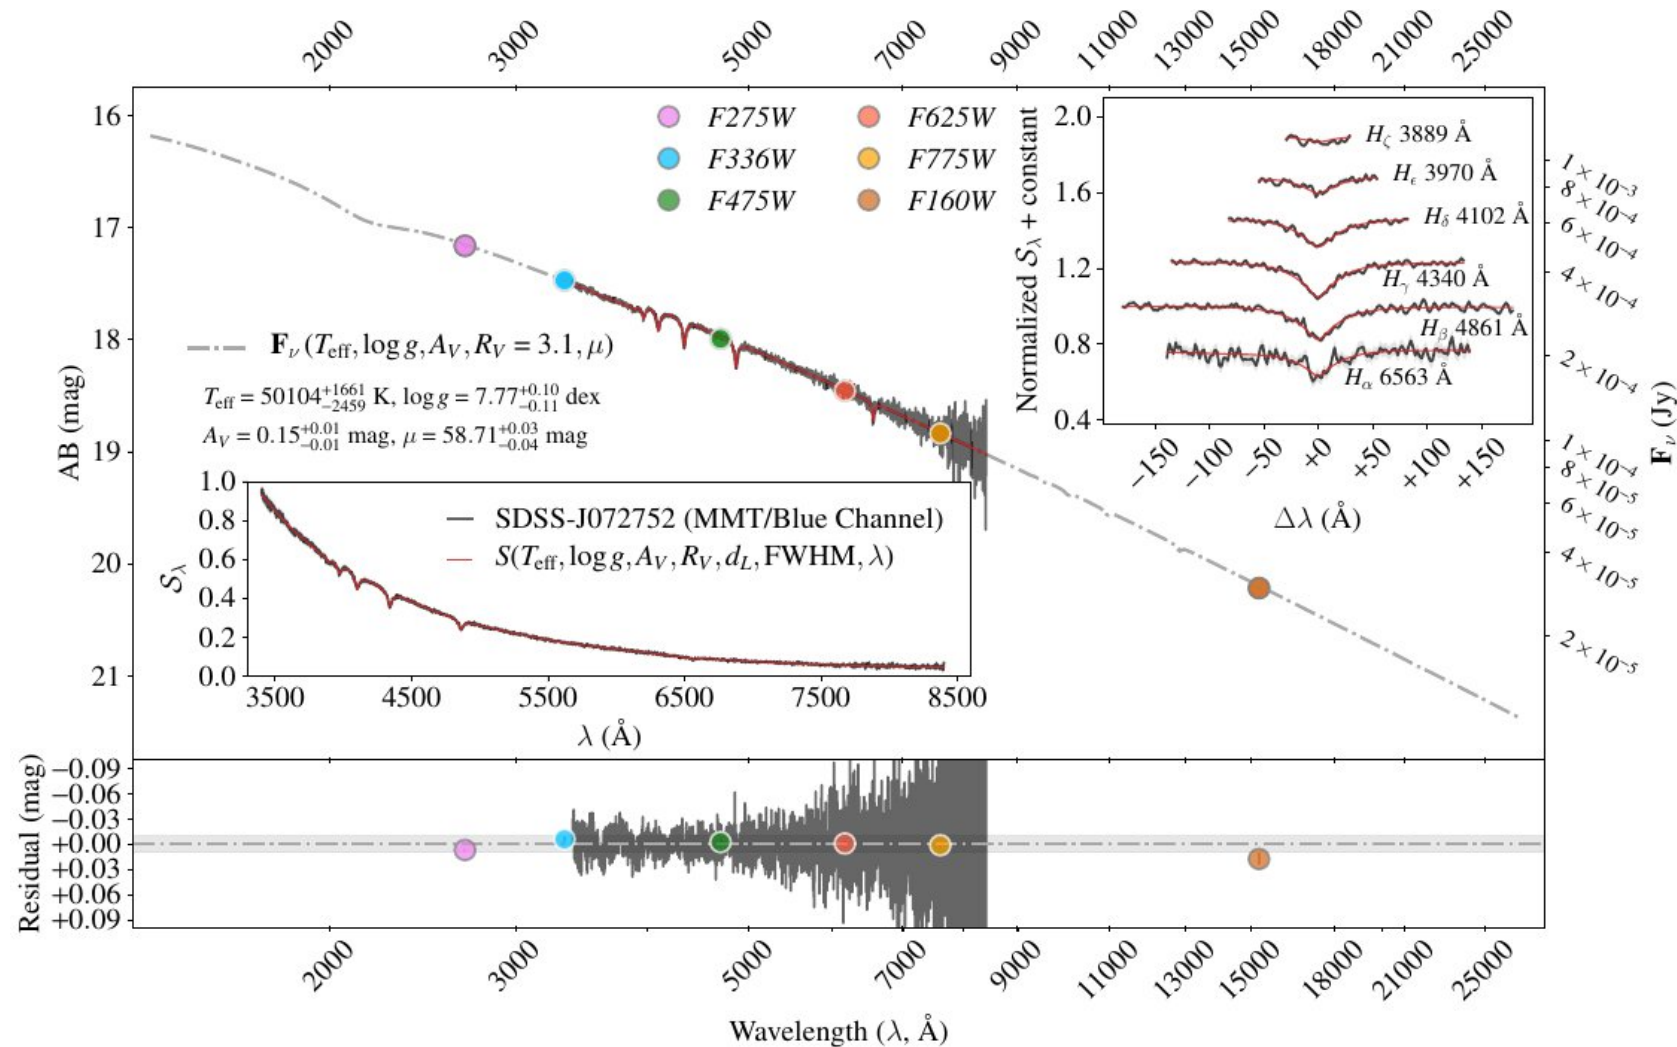 2000 3000 5000 7000 9000 11000 13000 15000 18000 21000 25000
AB (mag)
16
17
18
19
20
21
F275W
F336W
F475W
F625W
F775W
F160W
F_ν (T_eff, log g, A_V, R_V = 3.1, μ)
T_eff = 50104^{+1661}_{−2459} K, log g = 7.77^{+0.10}_{−0.11} dex
A_V = 0.15^{+0.01}_{−0.01} mag, μ = 58.71^{+0.03}_{−0.04} mag
Normalized S_λ + constant
2.0
1.6
1.2
0.8
0.4
H_ζ 3889 Å
H_ϵ 3970 Å
H_δ 4102 Å
H_γ 4340 Å
H_β 4861 Å
H_α 6563 Å
−150 −100 −50 +0 +50 +100 +150
Δλ (Å)
1 × 10^{−3}
8 × 10^{−4}
6 × 10^{−4}
4 × 10^{−4}
2 × 10^{−4}
1 × 10^{−4}
8 × 10^{−5}
6 × 10^{−5}
4 × 10^{−5}
2 × 10^{−5}
F_ν (Jy)
S_λ
1.0
0.8
0.6
0.4
0.2
0.0
SDSS-J072752 (MMT/Blue Channel)
S(T_eff, log g, A_V, R_V, d_L, FWHM, λ)
3500 4500 5500 6500 7500 8500
λ (Å)
Residual (mag)
−0.09
−0.06
−0.03
+0.00
+0.03
+0.06
+0.09
2000 3000 5000 7000 9000 11000 13000 15000 18000 21000 25000
Wavelength (λ, Å)